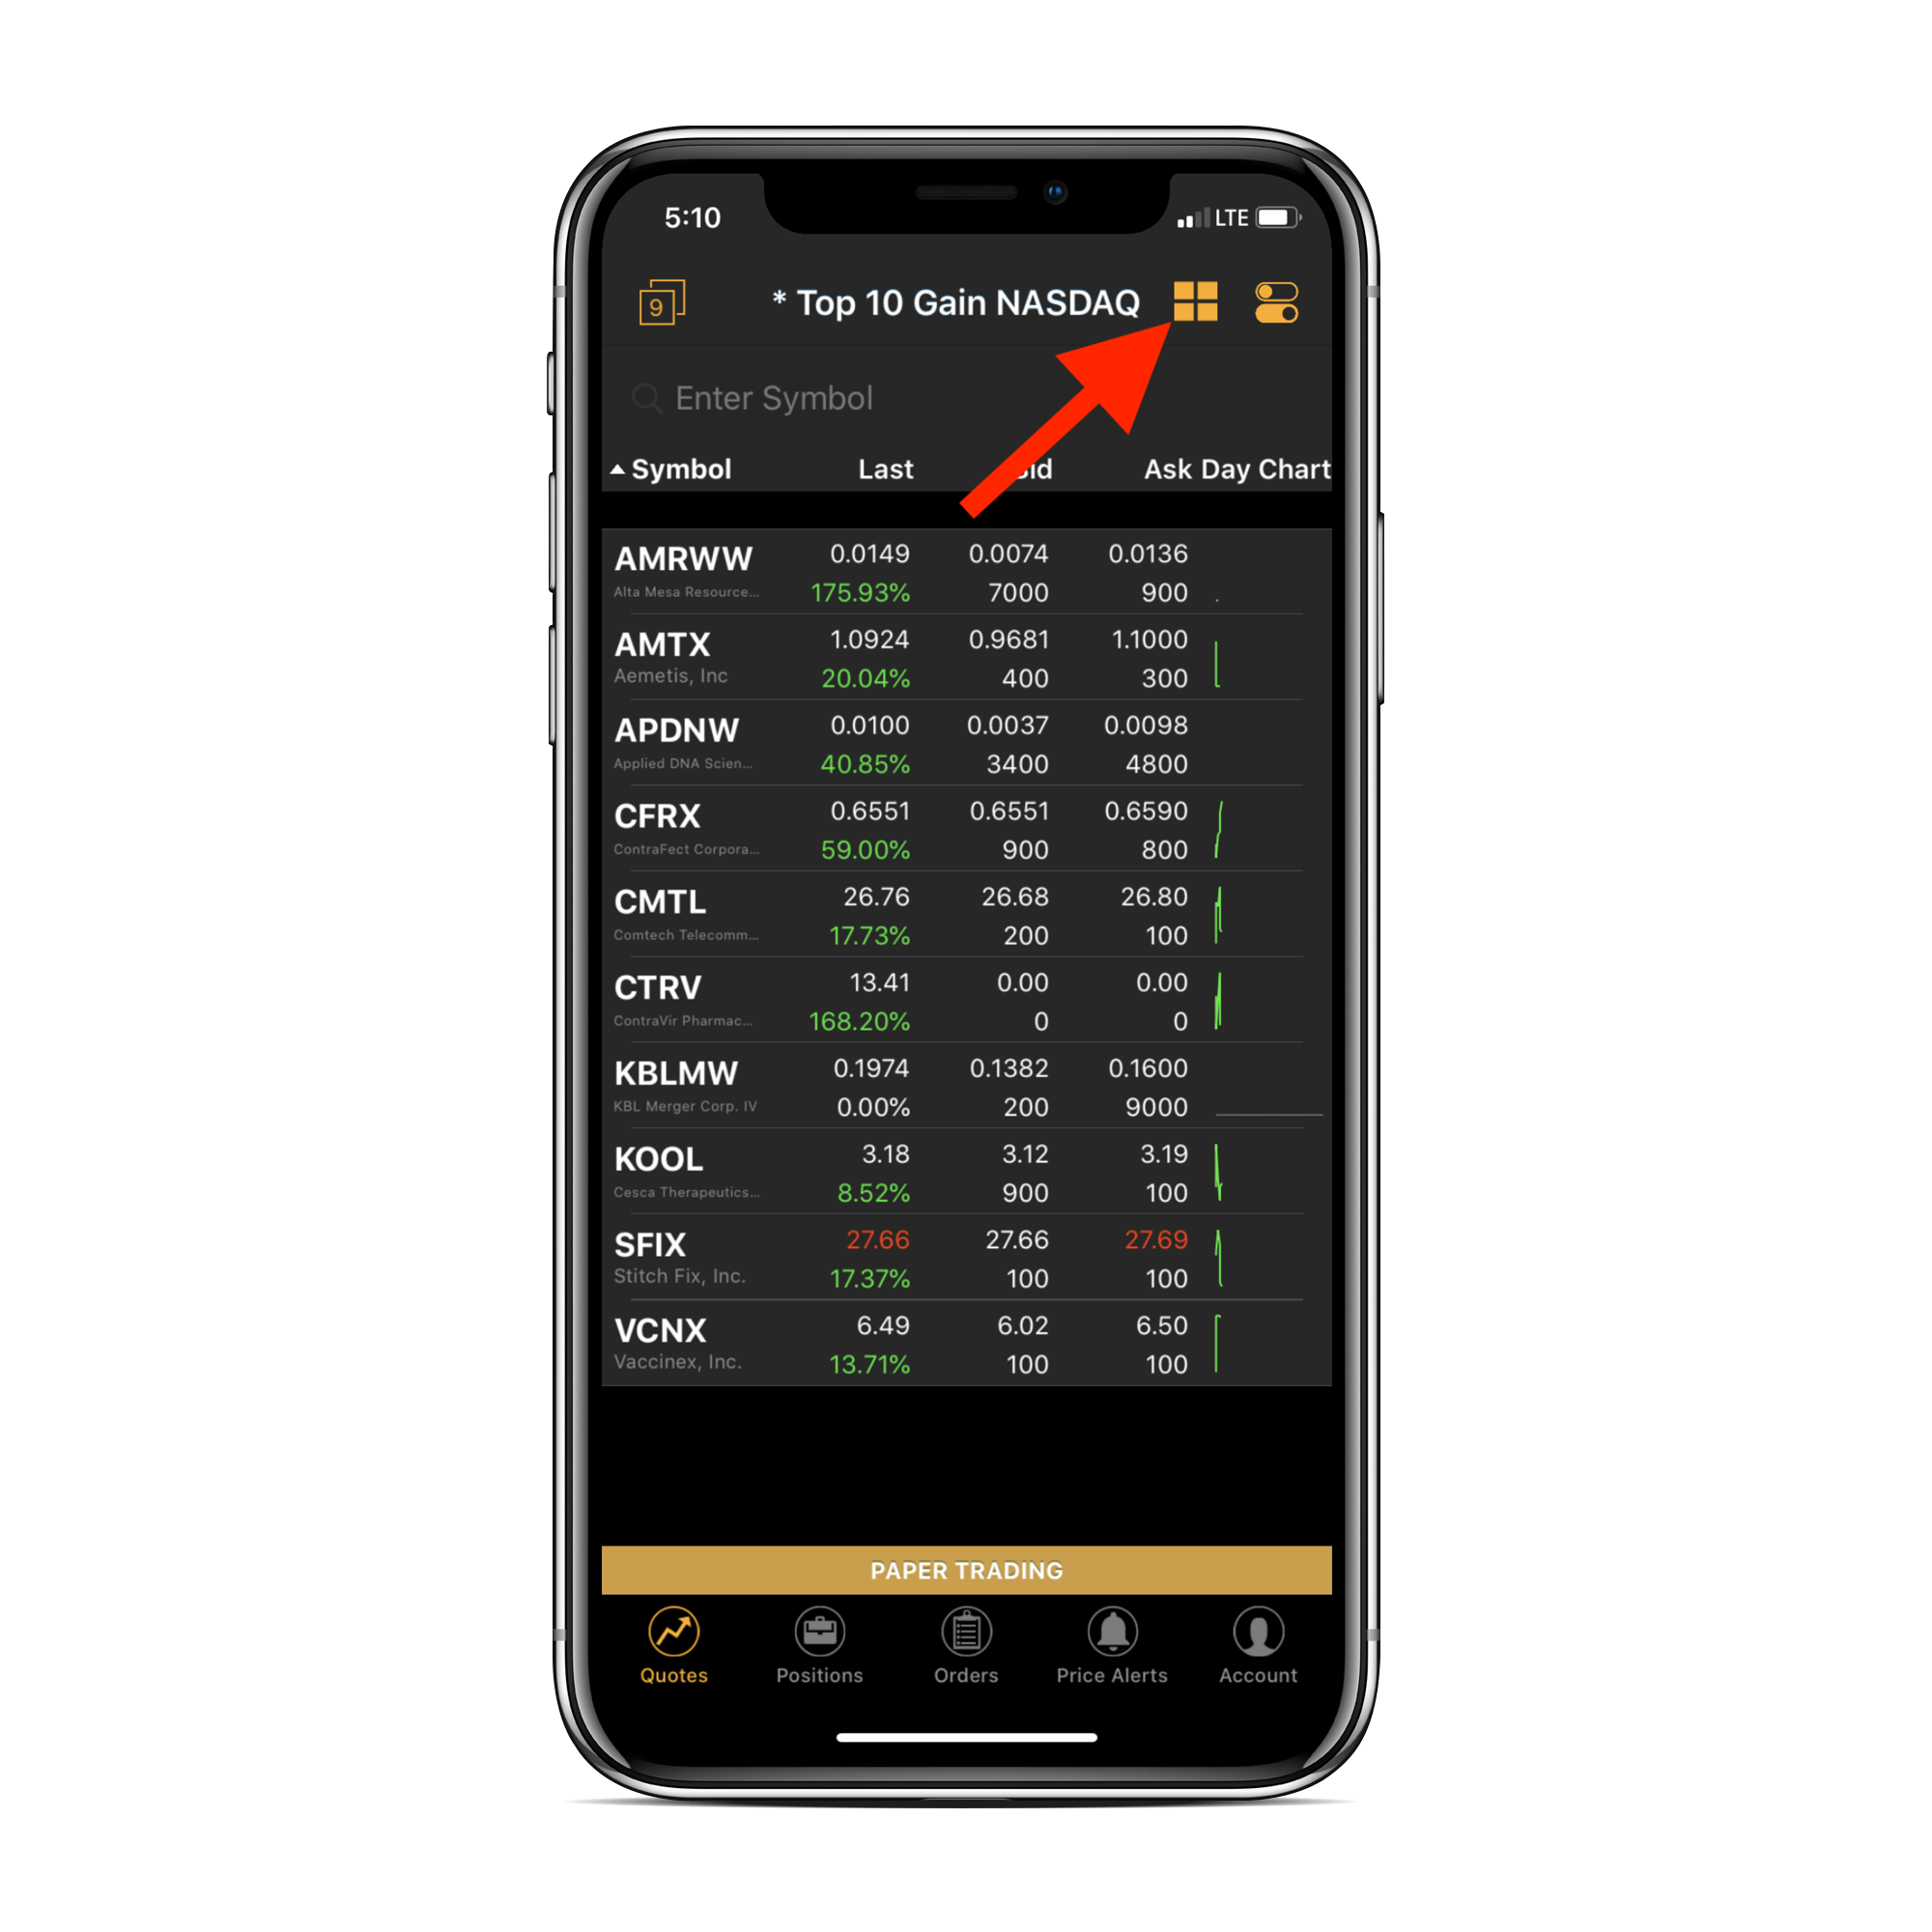 5:10 LTE
9 * Top 10 Gain NASDAQ
Enter Symbol
Symbol Last Ask Day Chart
AMRWW 0.0149 0.0074 0.0136
Alta Mesa Resource... 175.93% 7000 900
AMTX 1.0924 0.9681 1.1000
Aemetis, Inc 20.04% 400 300
APDNW 0.0100 0.0037 0.0098
Applied DNA Scien... 40.85% 3400 4800
CFRX 0.6551 0.6551 0.6590
ContraFect Corpora... 59.00% 900 800
CMTL 26.76 26.68 26.80
Comtech Telecomm... 17.73% 200 100
CTRV 13.41 0.00 0.00
ContraVir Pharmac... 168.20% 0 0
KBLMW 0.1974 0.1382 0.1600
KBL Merger Corp. IV 0.00% 200 9000
KOOL 3.18 3.12 3.19
Cesca Therapeutics... 8.52% 900 100
SFIX 27.66 27.66 27.69
Stitch Fix, Inc. 17.37% 100 100
VCNX 6.49 6.02 6.50
Vaccinex, Inc. 13.71% 100 100
PAPER TRADING
Quotes Positions Orders Price Alerts Account